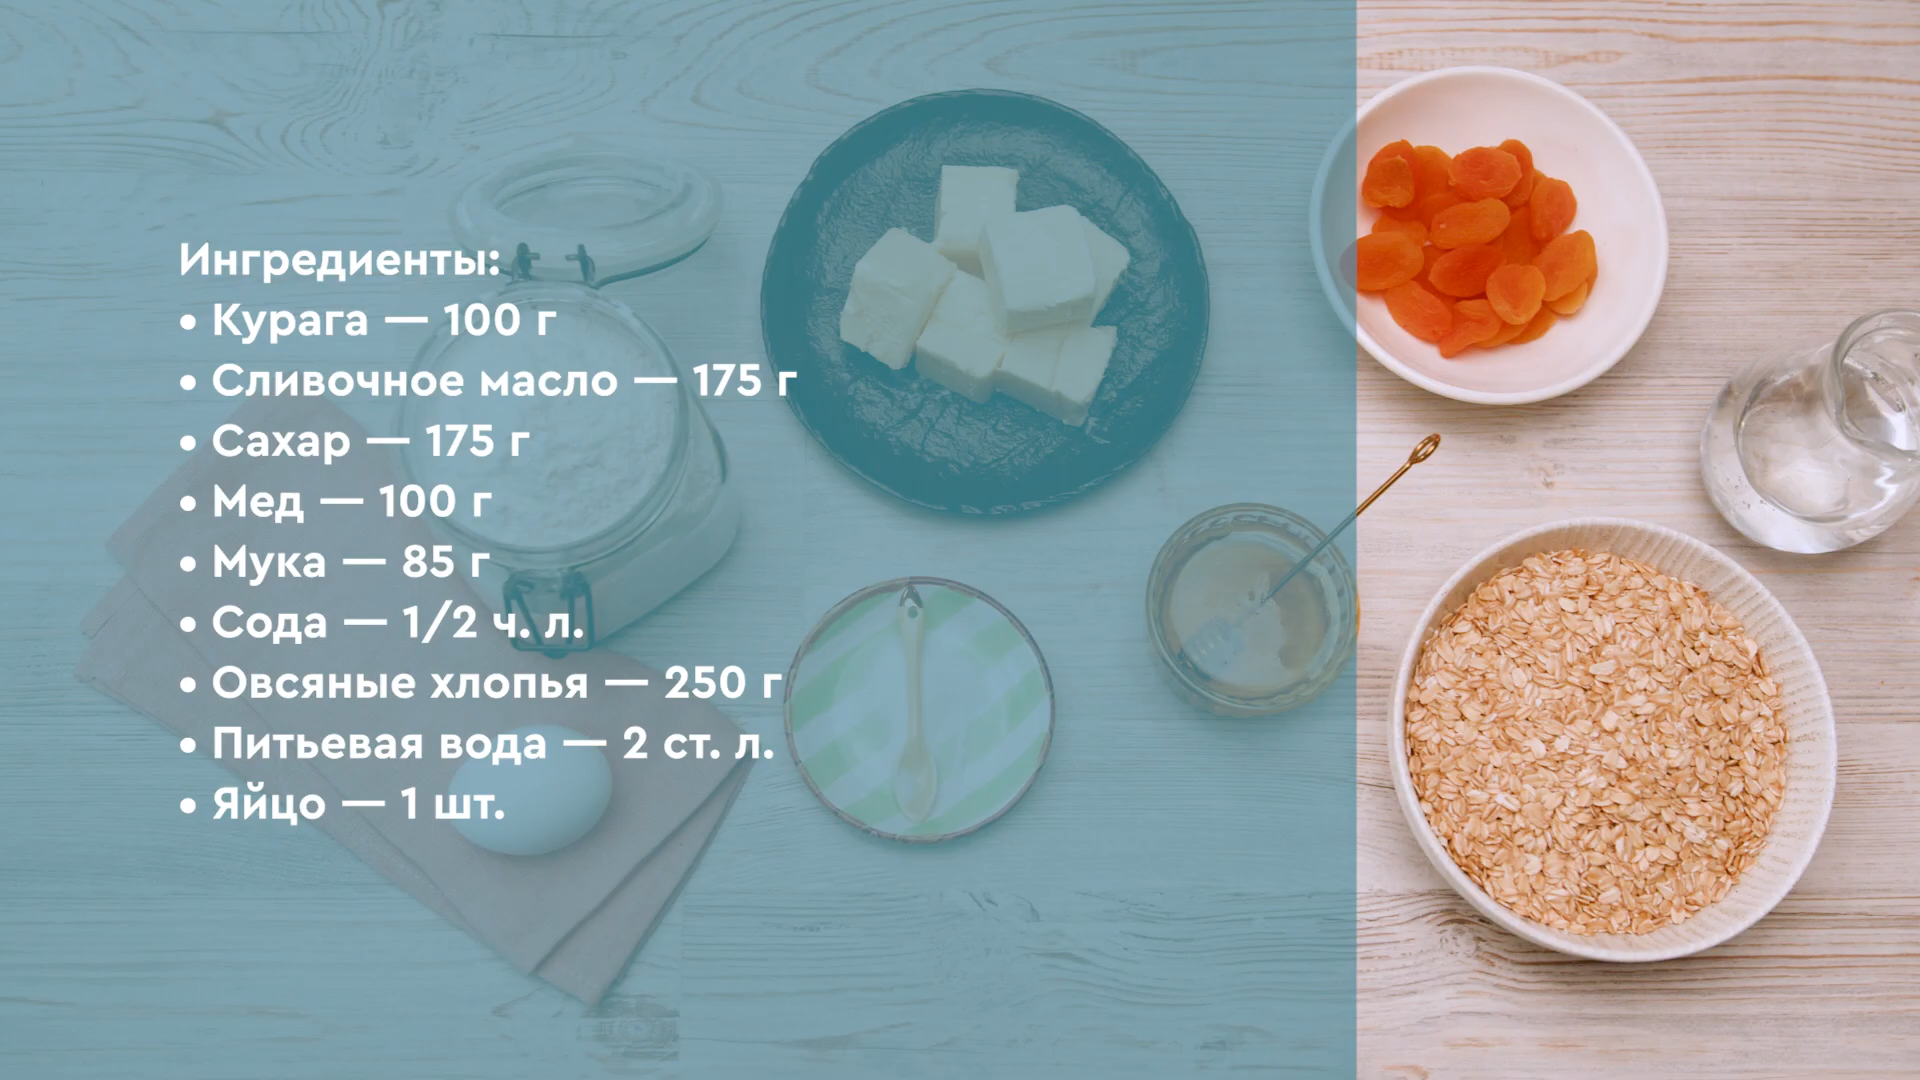 Ингредиенты:
• Курага — 100 г
• Сливочное масло — 175 г
• Сахар — 175 г
• Мед — 100 г
• Мука — 85 г
• Сода — 1/2 ч. л.
• Овсяные хлопья — 250 г
• Питьевая вода — 2 ст. л.
• Яйцо — 1 шт.